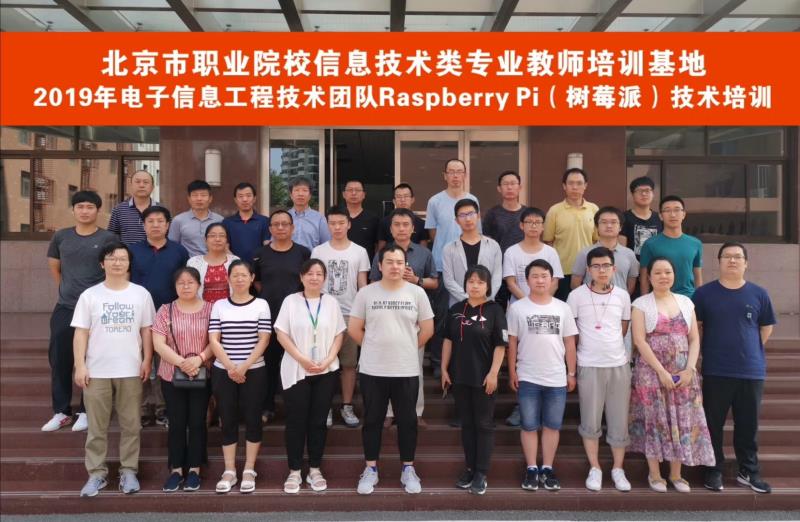 北京市职业院校信息技术类专业教师培训基地
2019年电子信息工程技术团队Raspberry Pi（树莓派）技术培训
Follow
Your
Dream
TOKEKO